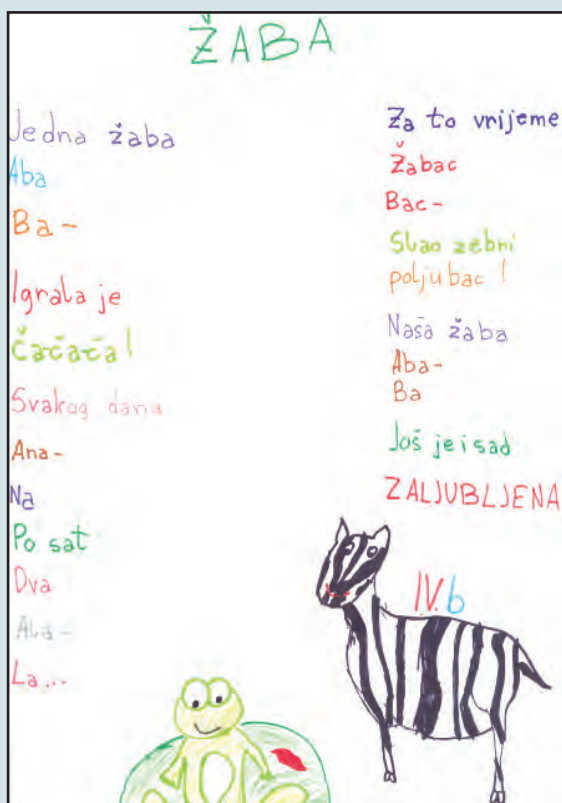 ŽABA
Jedna žaba
Aba
Ba-
Igrala je
čačača!
Svakog dana
Ana-
Na
Po sat
Dva
Ala-
La...
Za to vrijeme
Žabac
Bac-
Slao zebri
poljubac!
Naša žaba
Aba-
Ba
Još je i sad
ZALJUBLJENA
IV.b